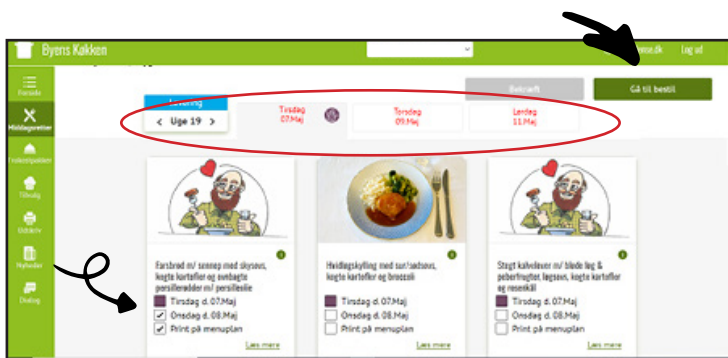 Byens Køkken
Log ud
Forside
Middagsretter
Tilvalg
Udskriv
Nyheder
Dialog
Levering
< Uge 19 >
Tirsdag
07.Maj
Torsdag
09.Maj
Lørdag
11.Maj
Bekræft
Gå til bestil
Farsbrød m/ sennep med skysovs,
kogte kartofler og ovnbagte
persillerødder m/ persilleolie
Tirsdag d. 07.Maj
Onsdag d. 08.Maj
Print på menuplan
Læs mere
Hvidløgskylling med sur/sødsovs,
kogte kartofler og broccoli
Tirsdag d. 07.Maj
Onsdag d. 08.Maj
Print på menuplan
Læs mere
Stegt kalvelever m/ bløde løg &
peberfrugter, løgsovs, kogte kartofler
og rosenkål
Tirsdag d. 07.Maj
Onsdag d. 08.Maj
Print på menuplan
Læs mere